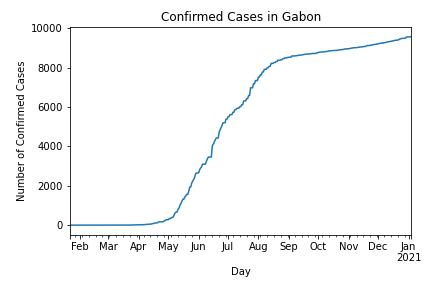 Confirmed Cases in Gabon
Number of Confirmed Cases
10000
8000
6000
4000
2000
0
Feb Mar Apr May Jun Jul Aug Sep Oct Nov Dec Jan
2021
Day